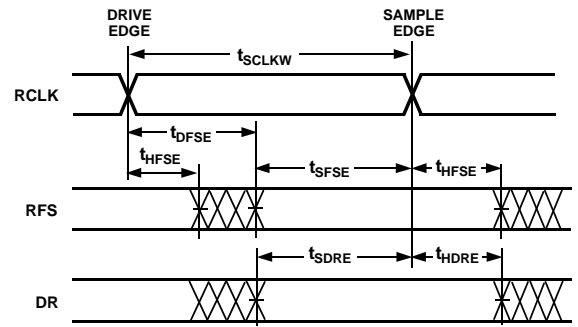 DRIVE
EDGE
SAMPLE
EDGE
tSCLKW
RCLK
tDFSE
tHFSE
tSFSE
tHFSE
RFS
tSDRE
tHDRE
DR